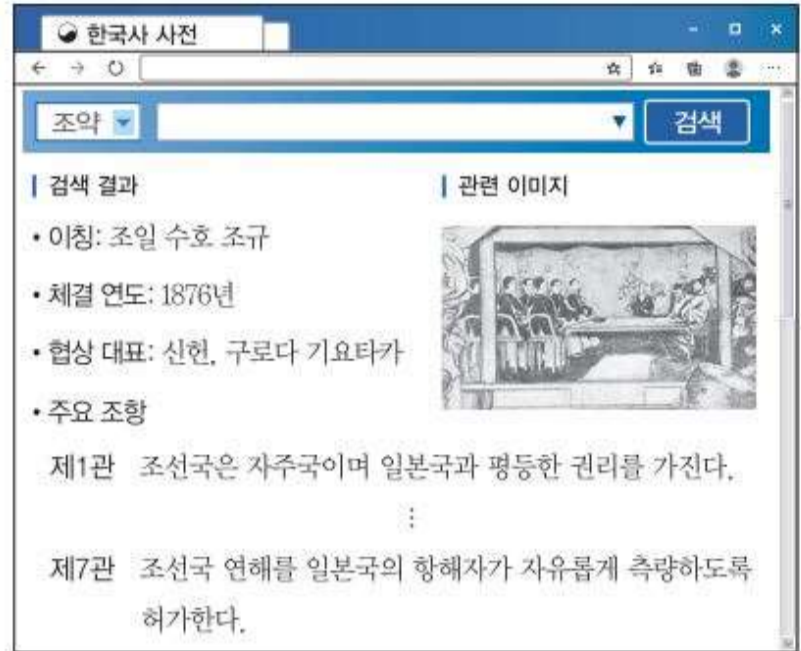 한국사 사전
조약
검색
검색 결과
관련 이미지
• 이칭: 조일 수호 조규
• 체결 연도: 1876년
• 협상 대표: 신헌, 구로다 기요타카
• 주요 조항
제1관 조선국은 자주국이며 일본국과 평등한 권리를 가진다.
⋮
제7관 조선국 연해를 일본국의 항해자가 자유롭게 측량하도록
허가한다.